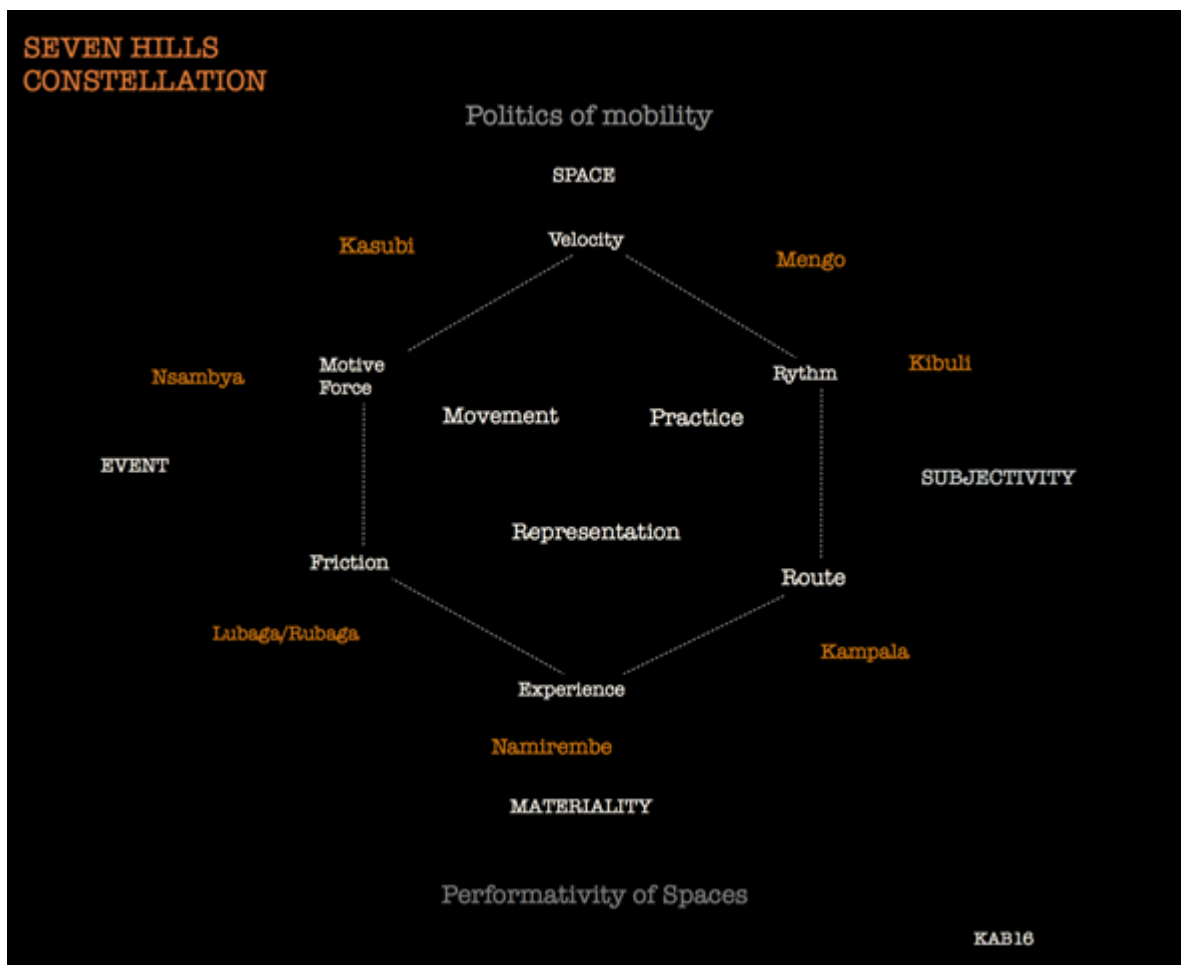 SEVEN HILLS
CONSTELLATION
Politics of mobility
SPACE
Velocity
Kasubi
Mengo
Motive
Force
Rythm
Kibuli
Nsambya
Movement
Practice
EVENT
SUBJECTIVITY
Representation
Friction
Route
Lubaga/Rubaga
Kampala
Experience
Namirembe
MATERIALITY
Performativity of Spaces
KAB16